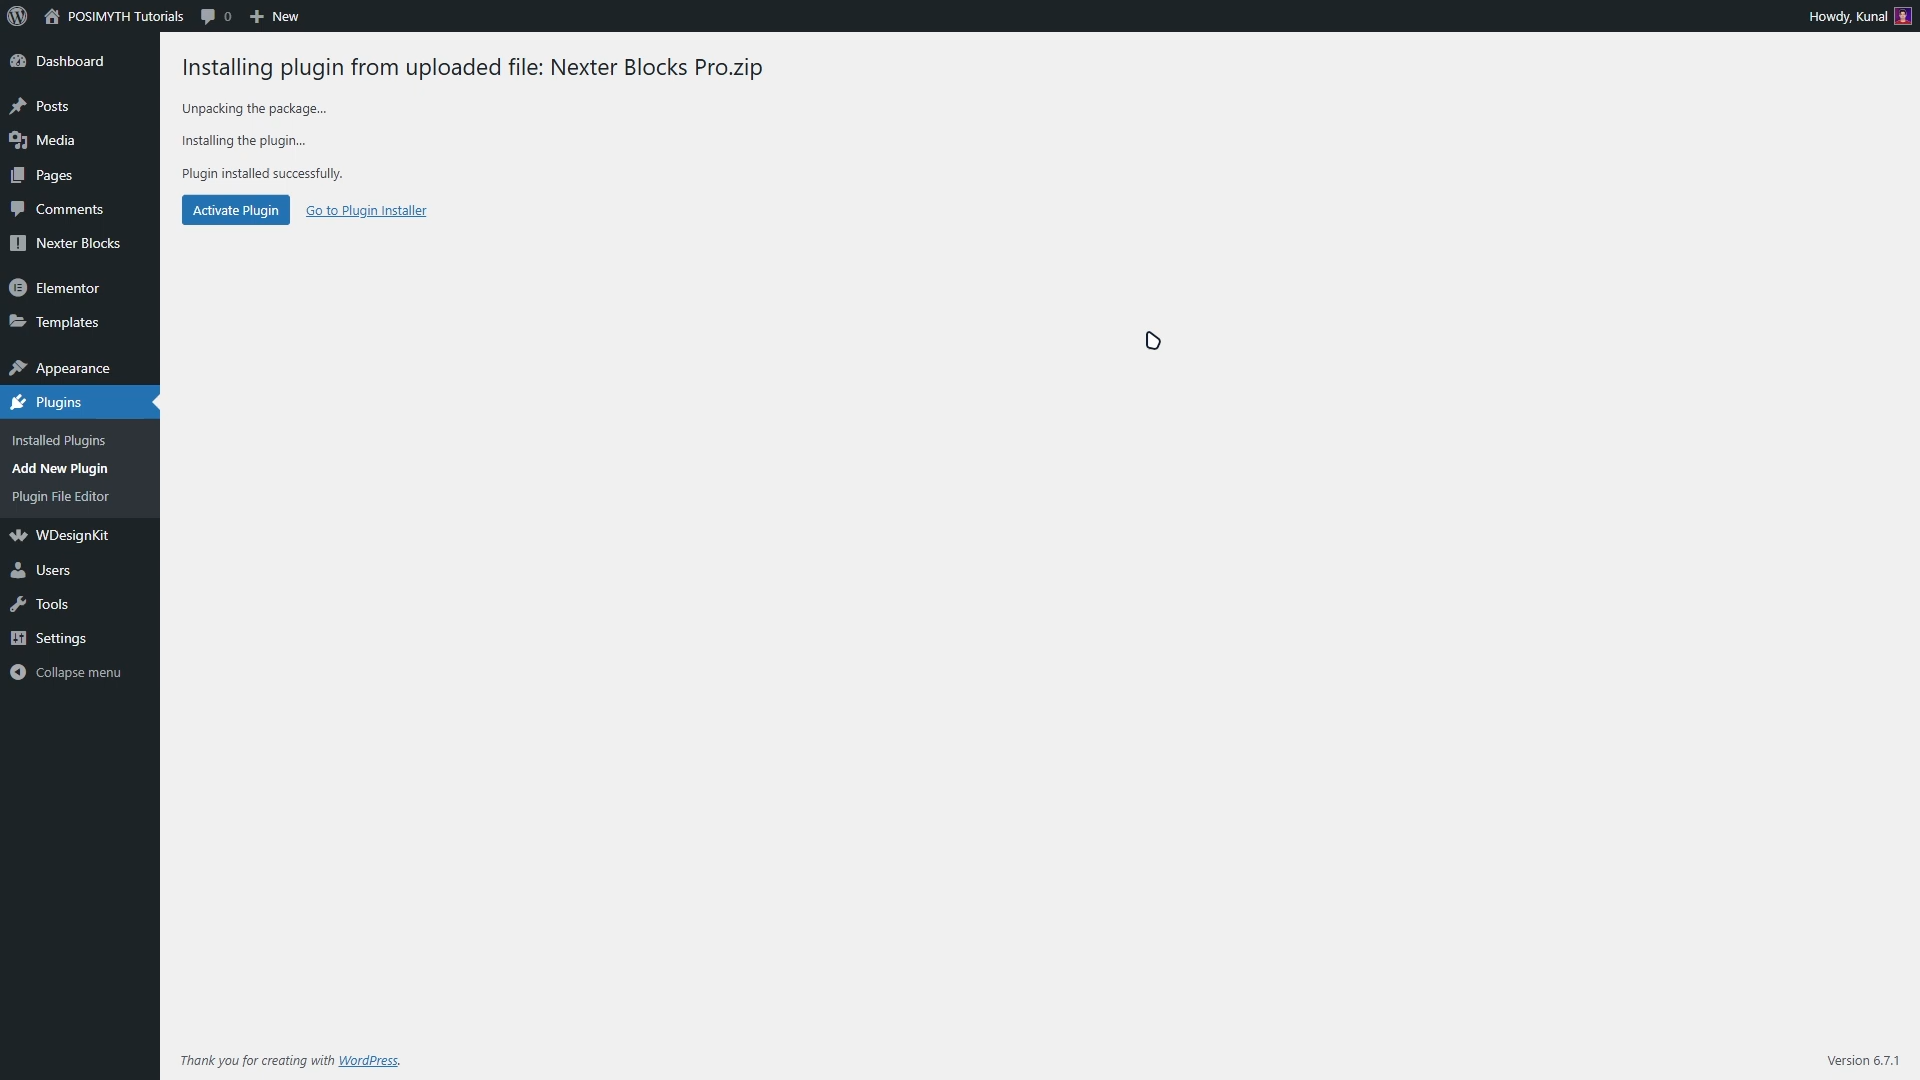 POSIMYTH Tutorials
0
New
Howdy, Kunal
Dashboard
Posts
Media
Pages
Comments
Nexter Blocks
Elementor
Templates
Appearance
Plugins
Installed Plugins
Add New Plugin
Plugin File Editor
WDesignKit
Users
Tools
Settings
Collapse menu
Installing plugin from uploaded file: Nexter Blocks Pro.zip
Unpacking the package…
Installing the plugin…
Plugin installed successfully.
Activate Plugin
Go to Plugin Installer
Thank you for creating with WordPress.
Version 6.7.1